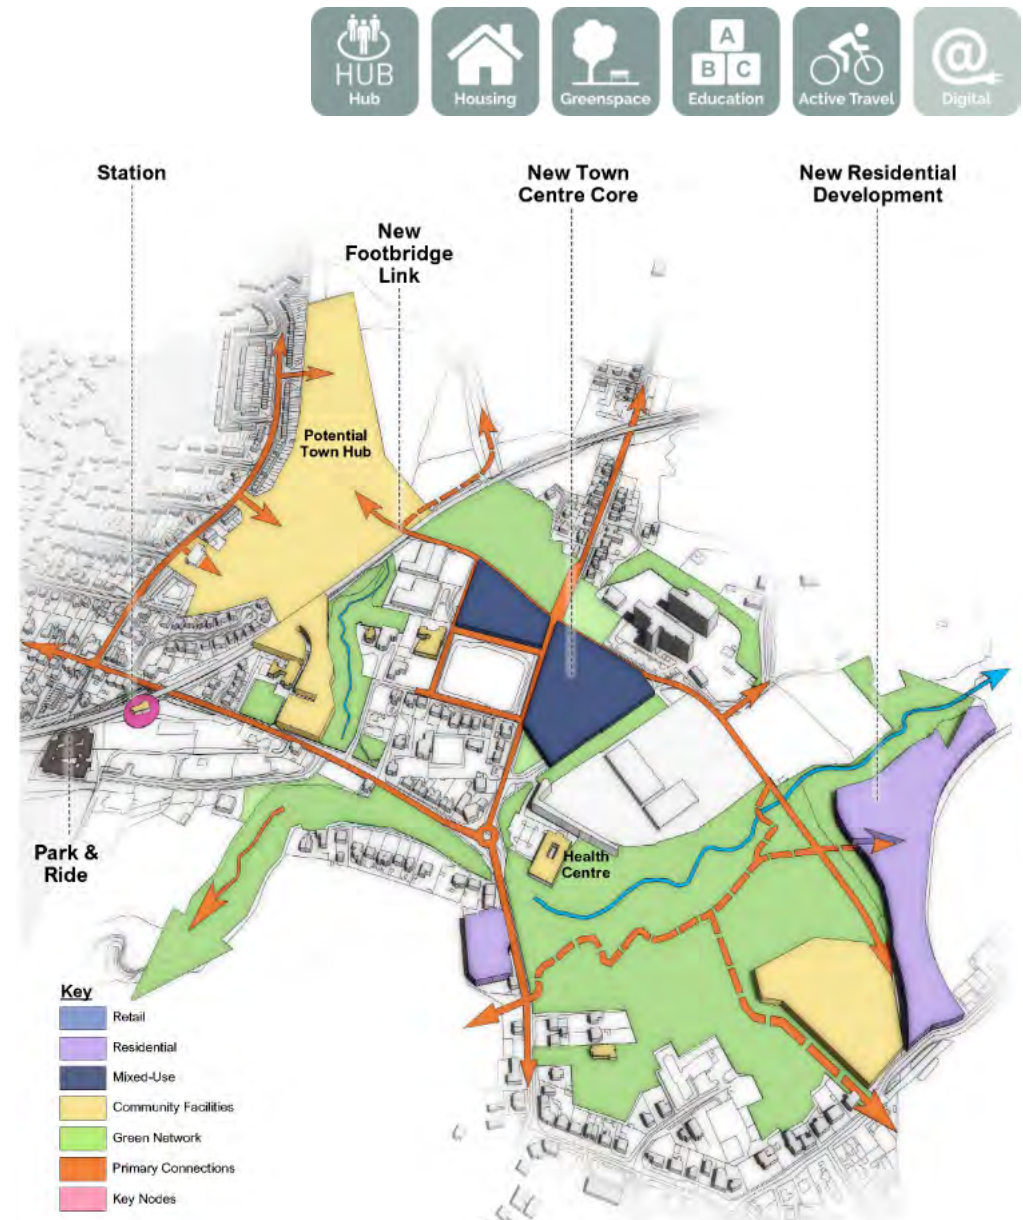 HUB
Hub
Housing
Greenspace
A
B C
Education
Active Travel
@
Digital
Station
New Town
Centre Core
New Residential
Development
New
Footbridge
Link
Potential
Town Hub
Park &
Ride
Health
Centre
Key
Retail
Residential
Mixed-Use
Community Facilities
Green Network
Primary Connections
Key Nodes